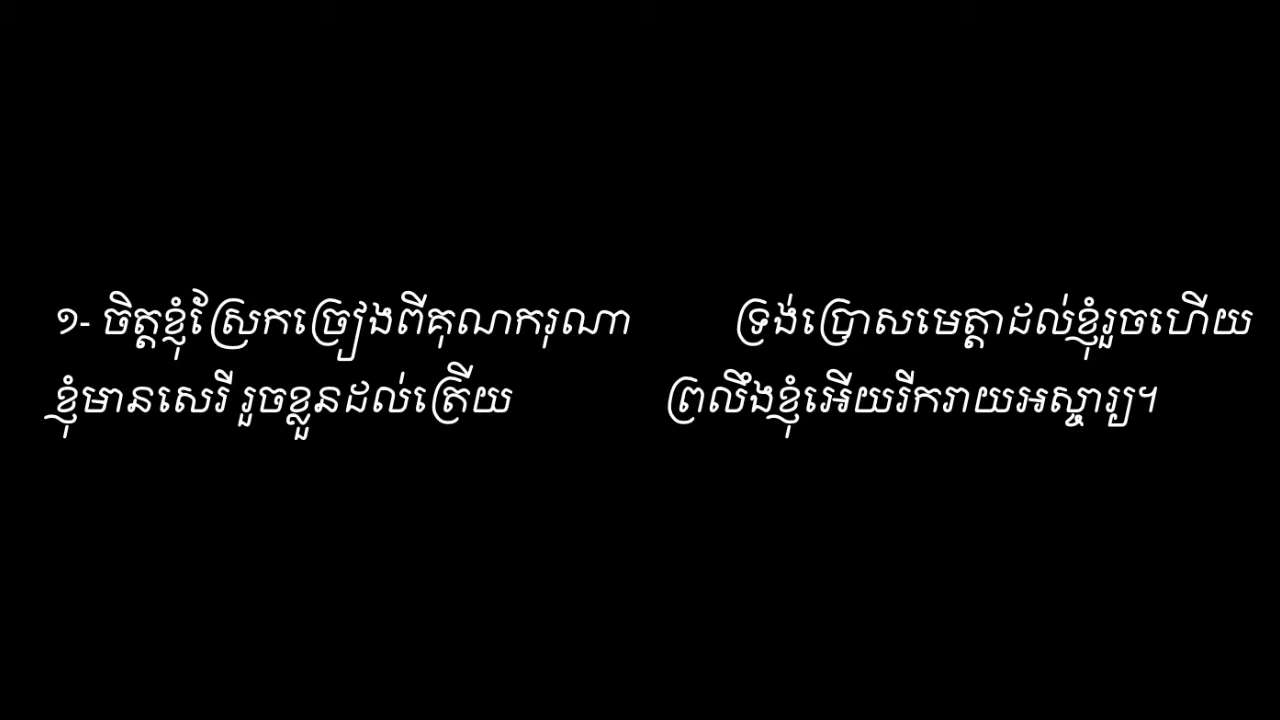 ១- ចិត្តខ្ញុំស្រែកច្រៀងពីគុណករុណា ទ្រង់ប្រោសមេត្តាដល់ខ្ញុំរួចហើយ
ខ្ញុំមានសេរី រួចខ្លួនដល់ត្រើយ ព្រលឹងខ្ញុំអើយរីករាយអស្ចារ្យ។